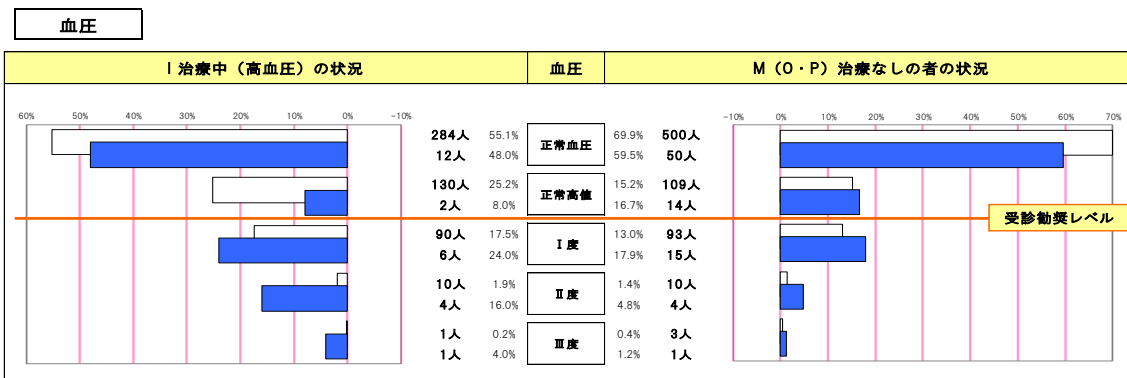 血圧
Ⅰ治療中（高血圧）の状況 血圧 M（O・P）治療なしの者の状況
60% 50% 40% 30% 20% 10% 0% -10% -10% 0% 10% 20% 30% 40% 50% 60% 70%
284人 55.1% 正常血圧 69.9% 500人
12人 48.0% 59.5% 50人
130人 25.2% 正常高値 15.2% 109人
2人 8.0% 16.7% 14人
受診勧奨レベル
90人 17.5% Ⅰ度 13.0% 93人
6人 24.0% 17.9% 15人
10人 1.9% Ⅱ度 1.4% 10人
4人 16.0% 4.8% 4人
1人 0.2% Ⅲ度 0.4% 3人
1人 4.0% 1.2% 1人